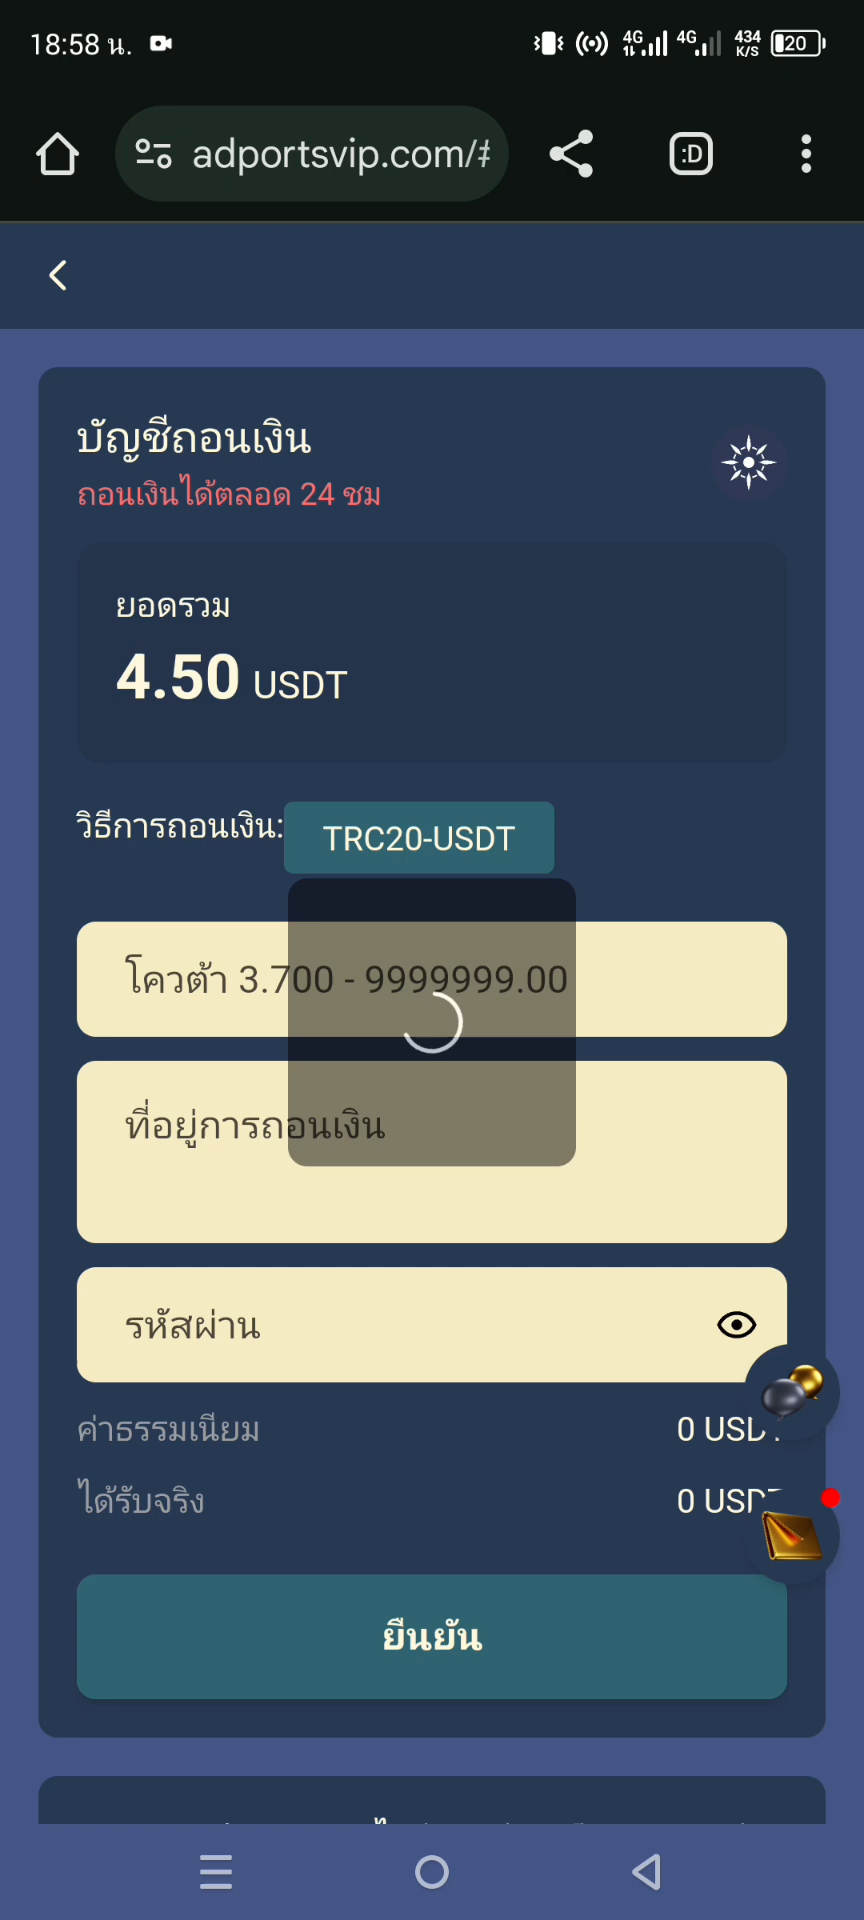 18:58 น.
4G 4G 434 K/S 20
adportsvip.com/#
:D
บัญชีถอนเงิน
ถอนเงินได้ตลอด 24 ชม
ยอดรวม
4.50 USDT
วิธีการถอนเงิน: TRC20-USDT
โควต้า 3.700 - 9999999.00
ที่อยู่การถอนเงิน
รหัสผ่าน
ค่าธรรมเนียม 0 USDT
ได้รับจริง 0 USDT
ยืนยัน